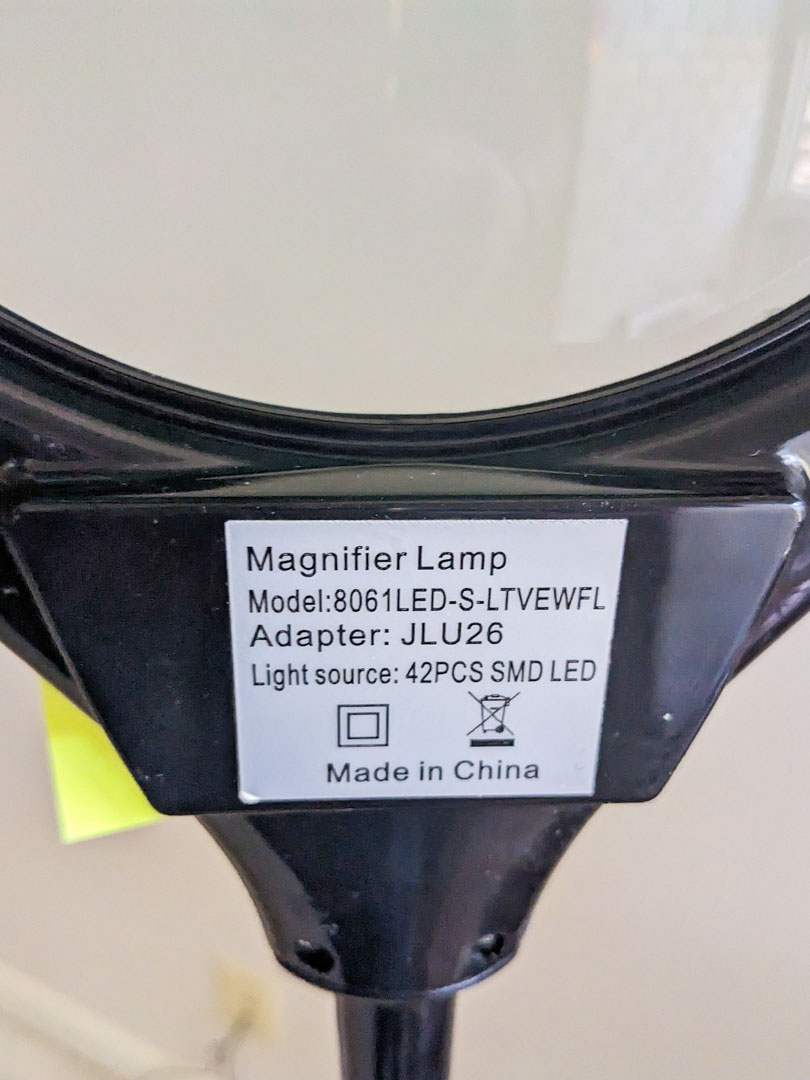 Magnifier Lamp
Model:8061LED-S-LTVEWFL
Adapter: JLU26
Light source: 42PCS SMD LED
Made in China